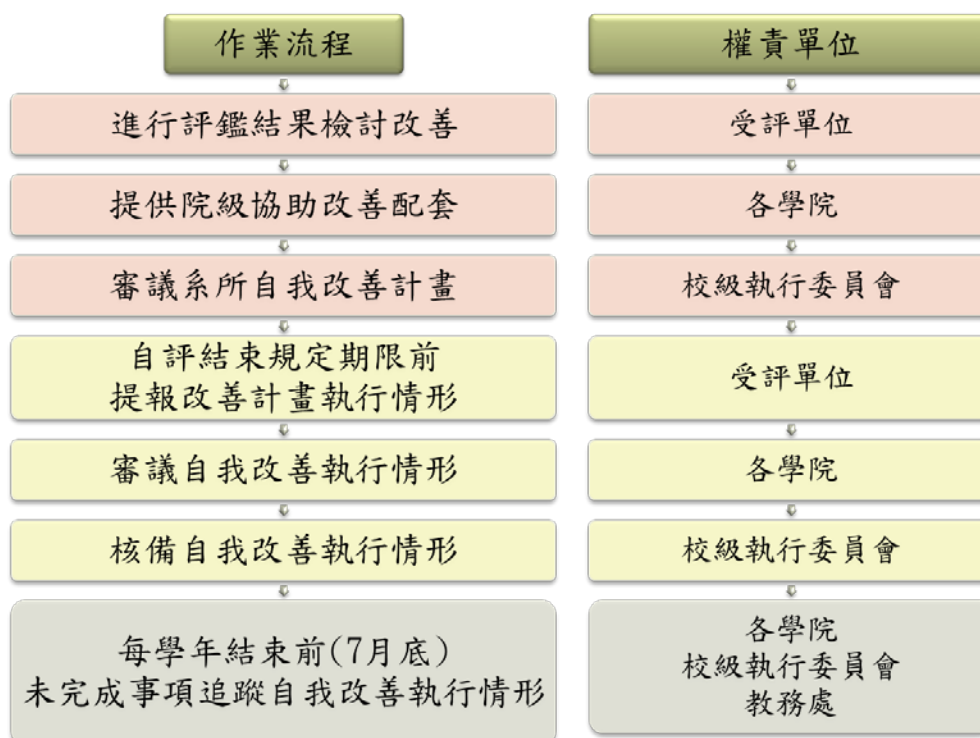 作業流程
權責單位
進行評鑑結果檢討改善
受評單位
提供院級協助改善配套
各學院
審議系所自我改善計畫
校級執行委員會
自評結束規定期限前
提報改善計畫執行情形
受評單位
審議自我改善執行情形
各學院
核備自我改善執行情形
校級執行委員會
每學年結束前(7月底)
未完成事項追蹤自我改善執行情形
各學院
校級執行委員會
教務處